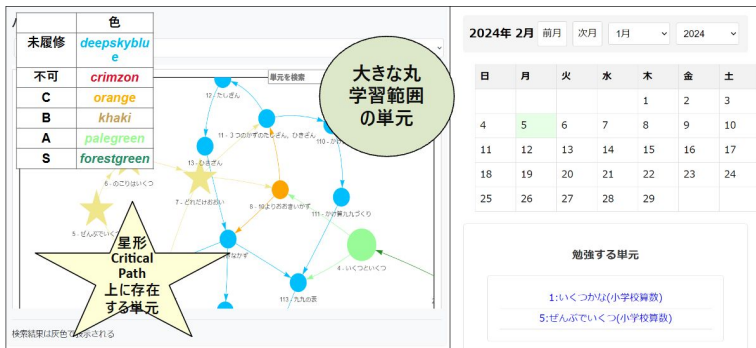 色
未履修 deepskyblu
e
不可 crimzon
C orange
B khaki
A palegreen
S forestgreen
単元を検索
大きな丸
学習範囲
の単元
12 - たしざん
11 - 3つのかずのたしざん、ひきざん
13 - ひきざん
6 - のこりはいくつ
7 - どれだけおおい
8 - 10よりおおきいかず
111 - かけ算九九づくり
4 - いくつといくつ
113 - 九九の表
星形
Critical
Path
上に存在
する単元
検索結果は灰色で表示される
2024年 2月 前月 次月 1月 2024
日 月 火 水 木 金 土
1 2 3
4 5 6 7 8 9 10
11 12 13 14 15 16 17
18 19 20 21 22 23 24
25 26 27 28 29
勉強する単元
1:いくつかな(小学校算数)
5:ぜんぶでいくつ(小学校算数)